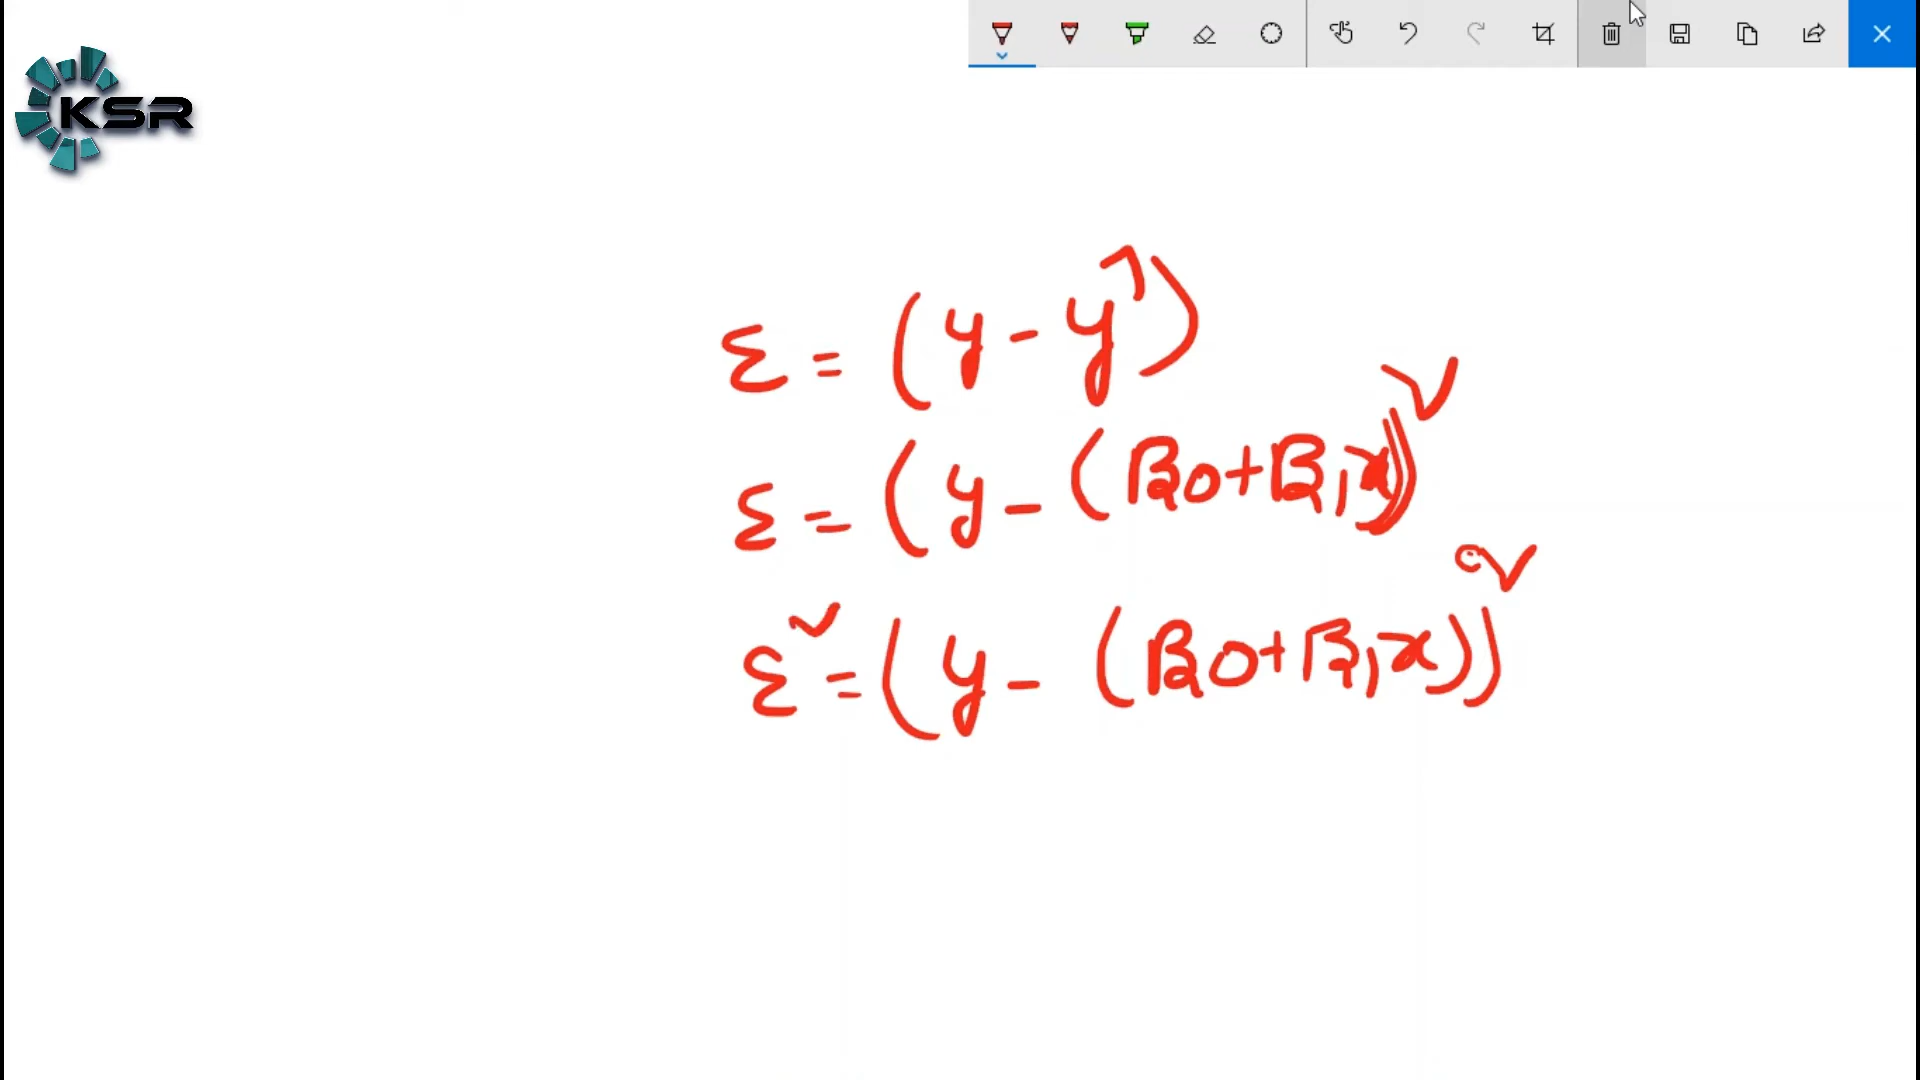 KSR
ε = (y - y^)
ε = (y - (β0 + β1x))²
ε² = (y - (β0 + β1x))²